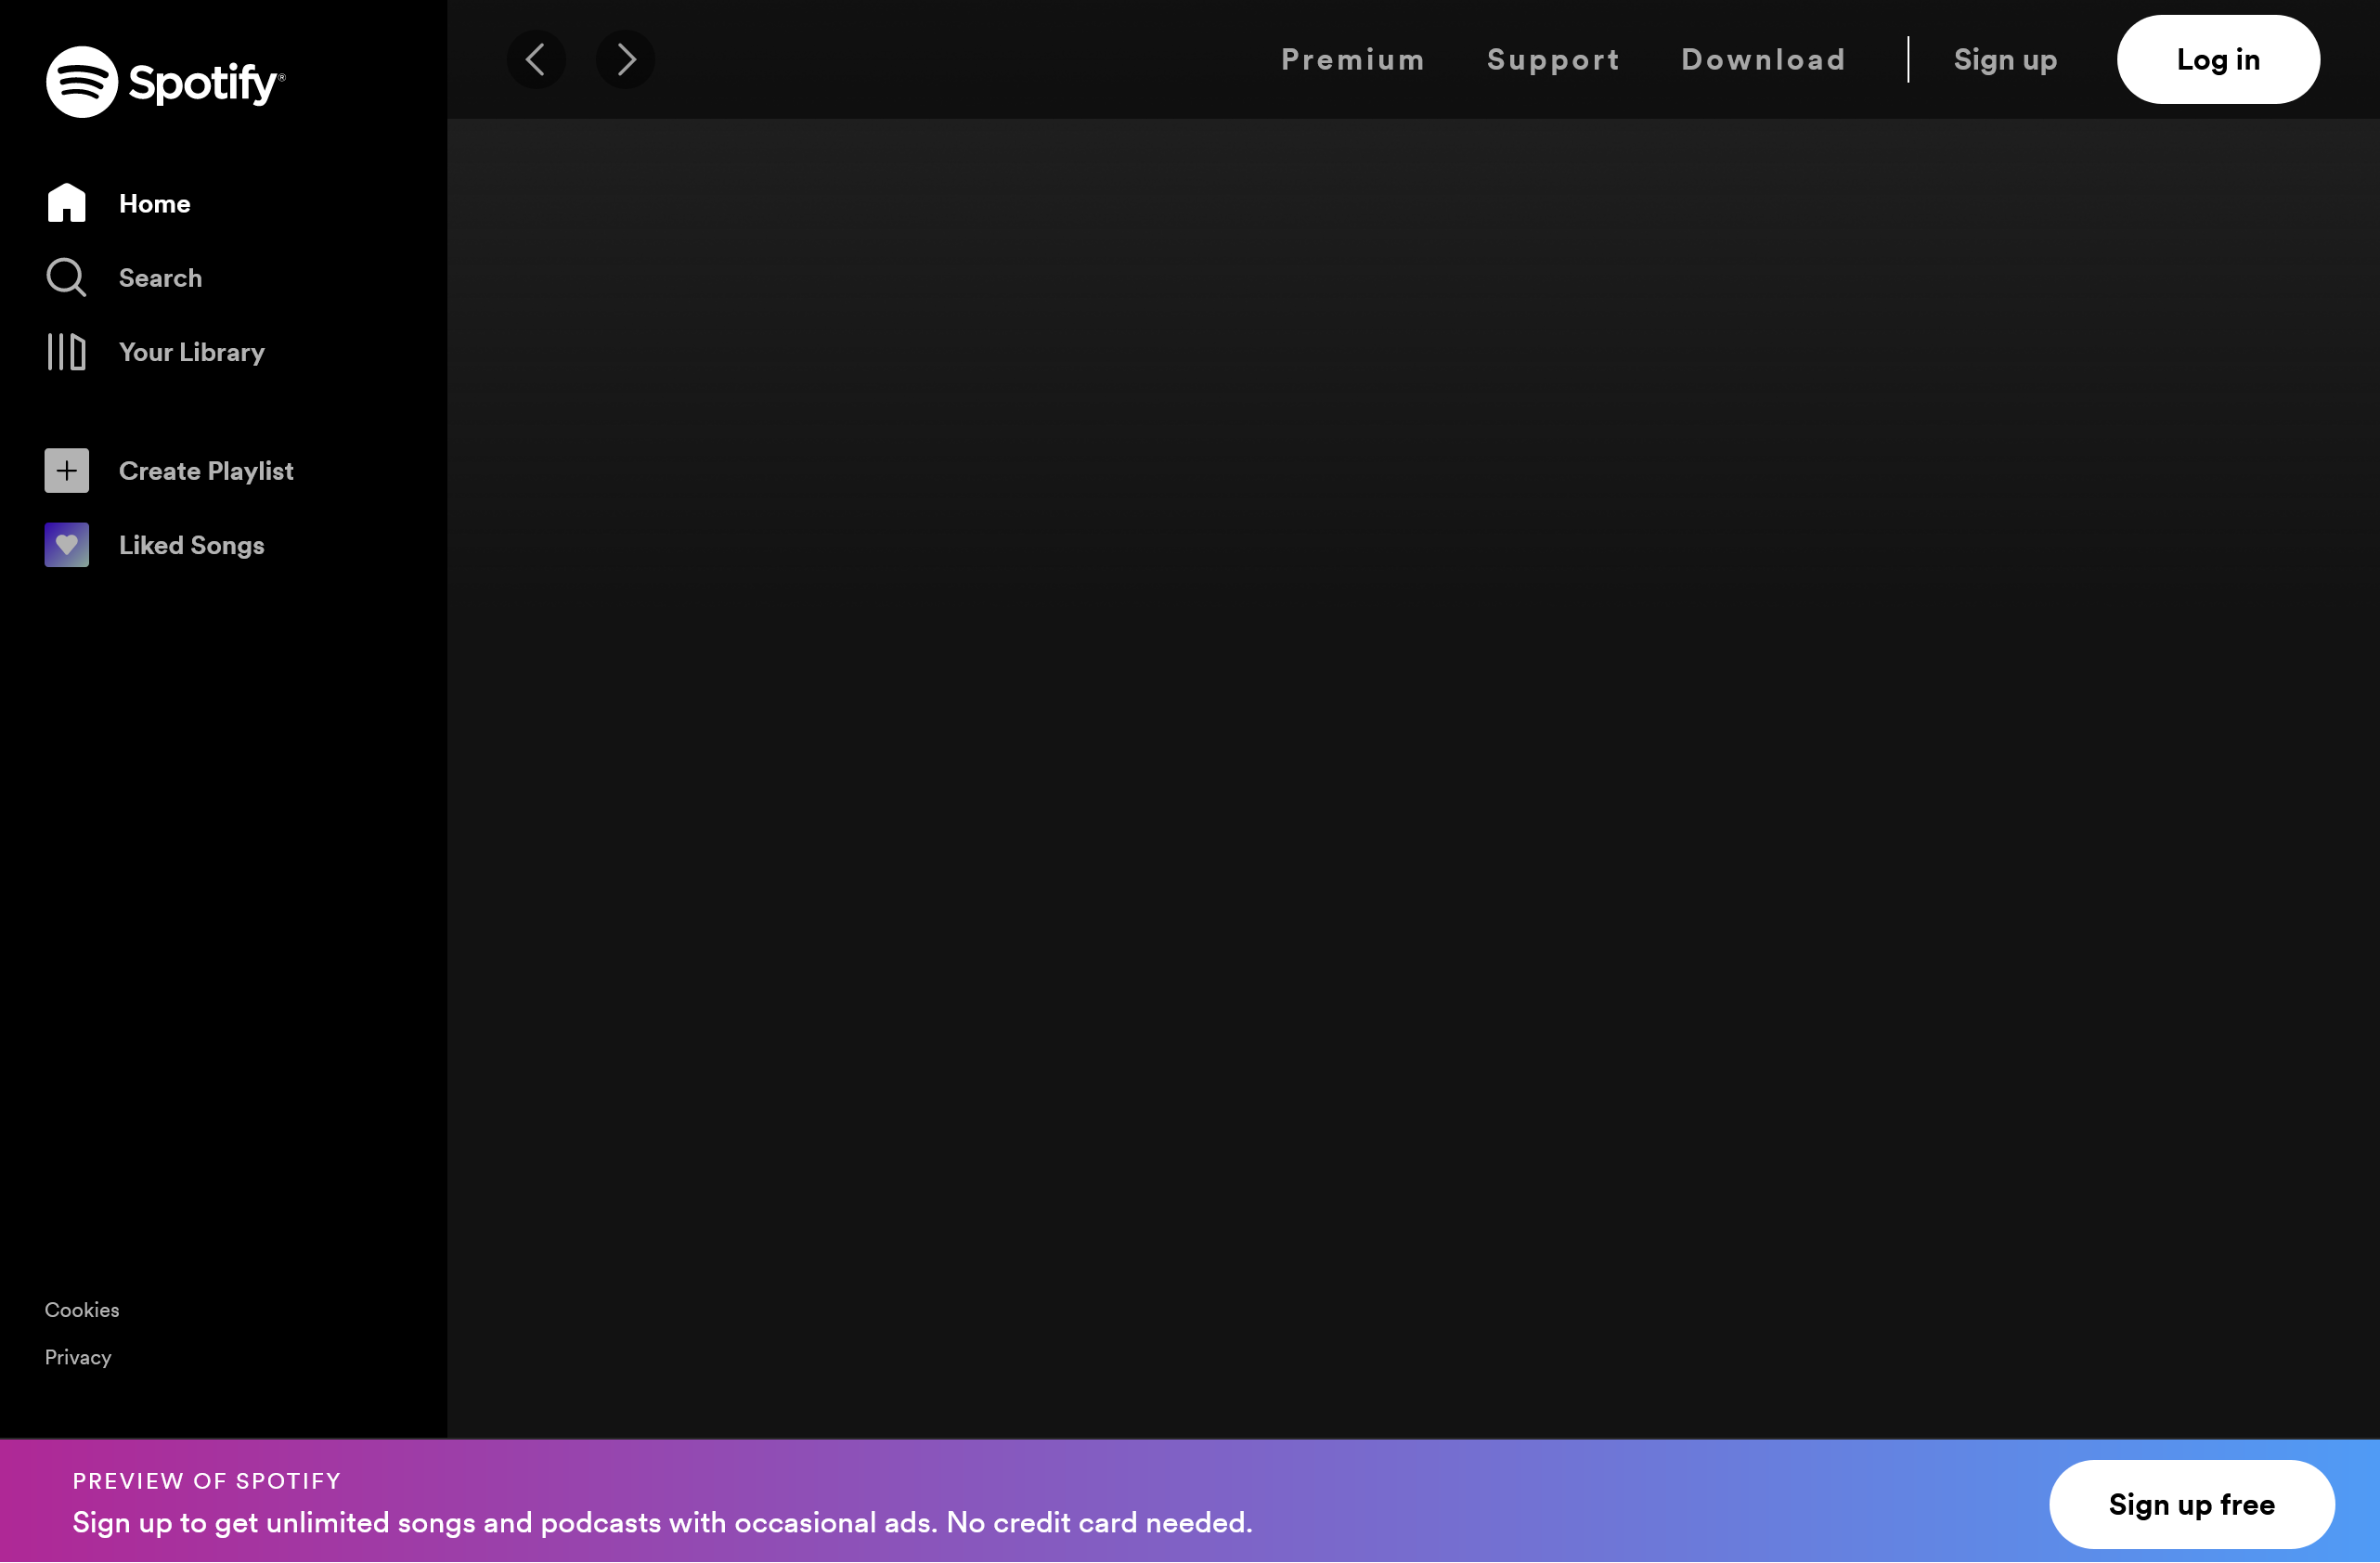 Spotify®
Home
Search
Your Library
Create Playlist
Liked Songs
Cookies
Privacy
Premium Support Download Sign up Log in
PREVIEW OF SPOTIFY
Sign up to get unlimited songs and podcasts with occasional ads. No credit card needed.
Sign up free